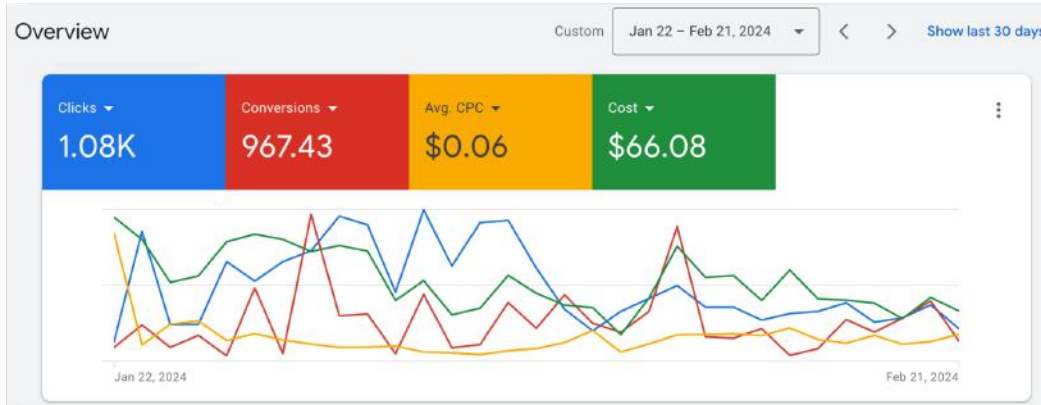 Overview
Custom Jan 22 – Feb 21, 2024 Show last 30 days
Clicks Conversions Avg. CPC Cost
1.08K 967.43 $0.06 $66.08
Jan 22, 2024 Feb 21, 2024